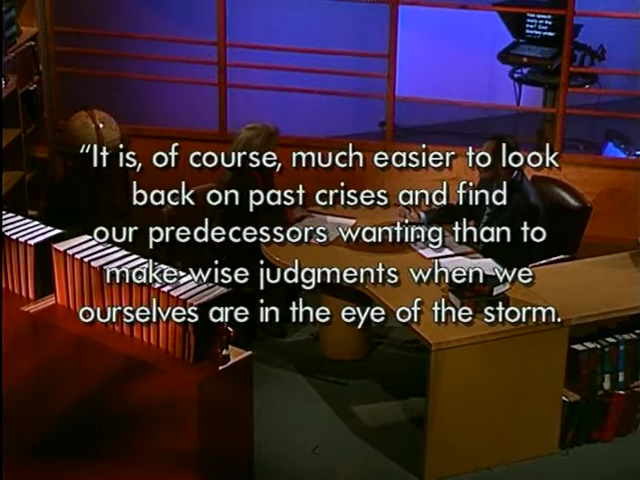 “It is, of course, much easier to look
back on past crises and find
our predecessors wanting than to
make wise judgments when we
ourselves are in the eye of the storm.